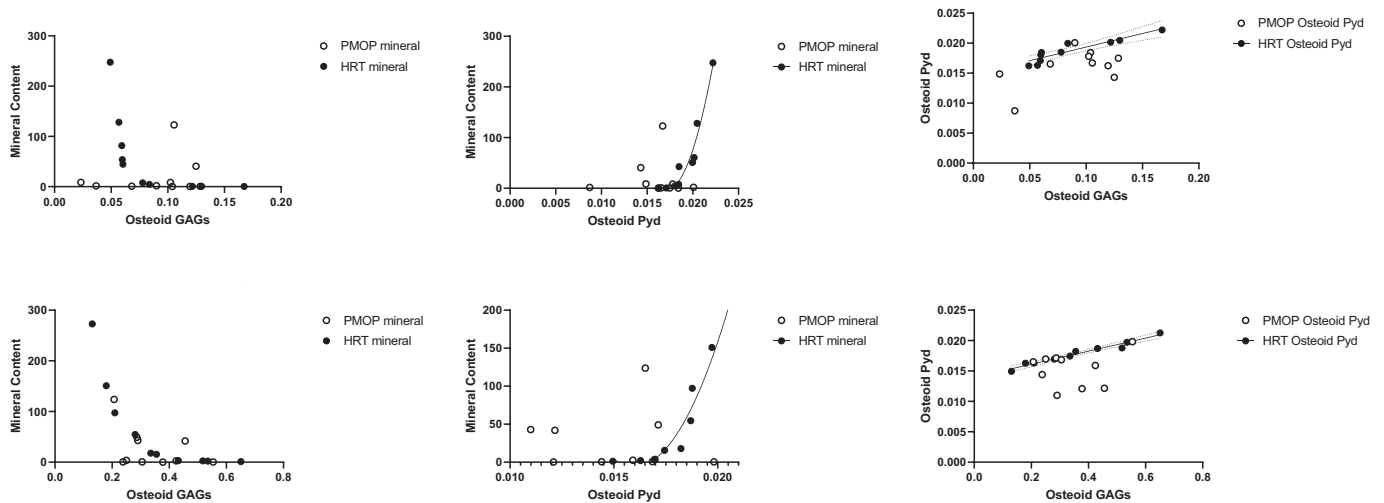 300
200
100
0
Mineral Content
0.00 0.05 0.10 0.15 0.20
Osteoid GAGs
PMOP mineral
HRT mineral
300
200
100
0
Mineral Content
0.000 0.005 0.010 0.015 0.020 0.025
Osteoid Pyd
PMOP mineral
HRT mineral
0.025
0.020
0.015
0.010
0.005
0.000
Osteoid Pyd
0.00 0.05 0.10 0.15 0.20
Osteoid GAGs
PMOP Osteoid Pyd
HRT Osteoid Pyd
300
200
100
0
Mineral Content
0.0 0.2 0.4 0.6 0.8
Osteoid GAGs
PMOP mineral
HRT mineral
200
150
100
50
0
Mineral Content
0.010 0.015 0.020
Osteoid Pyd
PMOP mineral
HRT mineral
0.025
0.020
0.015
0.010
0.005
0.000
Osteoid Pyd
0.0 0.2 0.4 0.6 0.8
Osteoid GAGs
PMOP Osteoid Pyd
HRT Osteoid Pyd